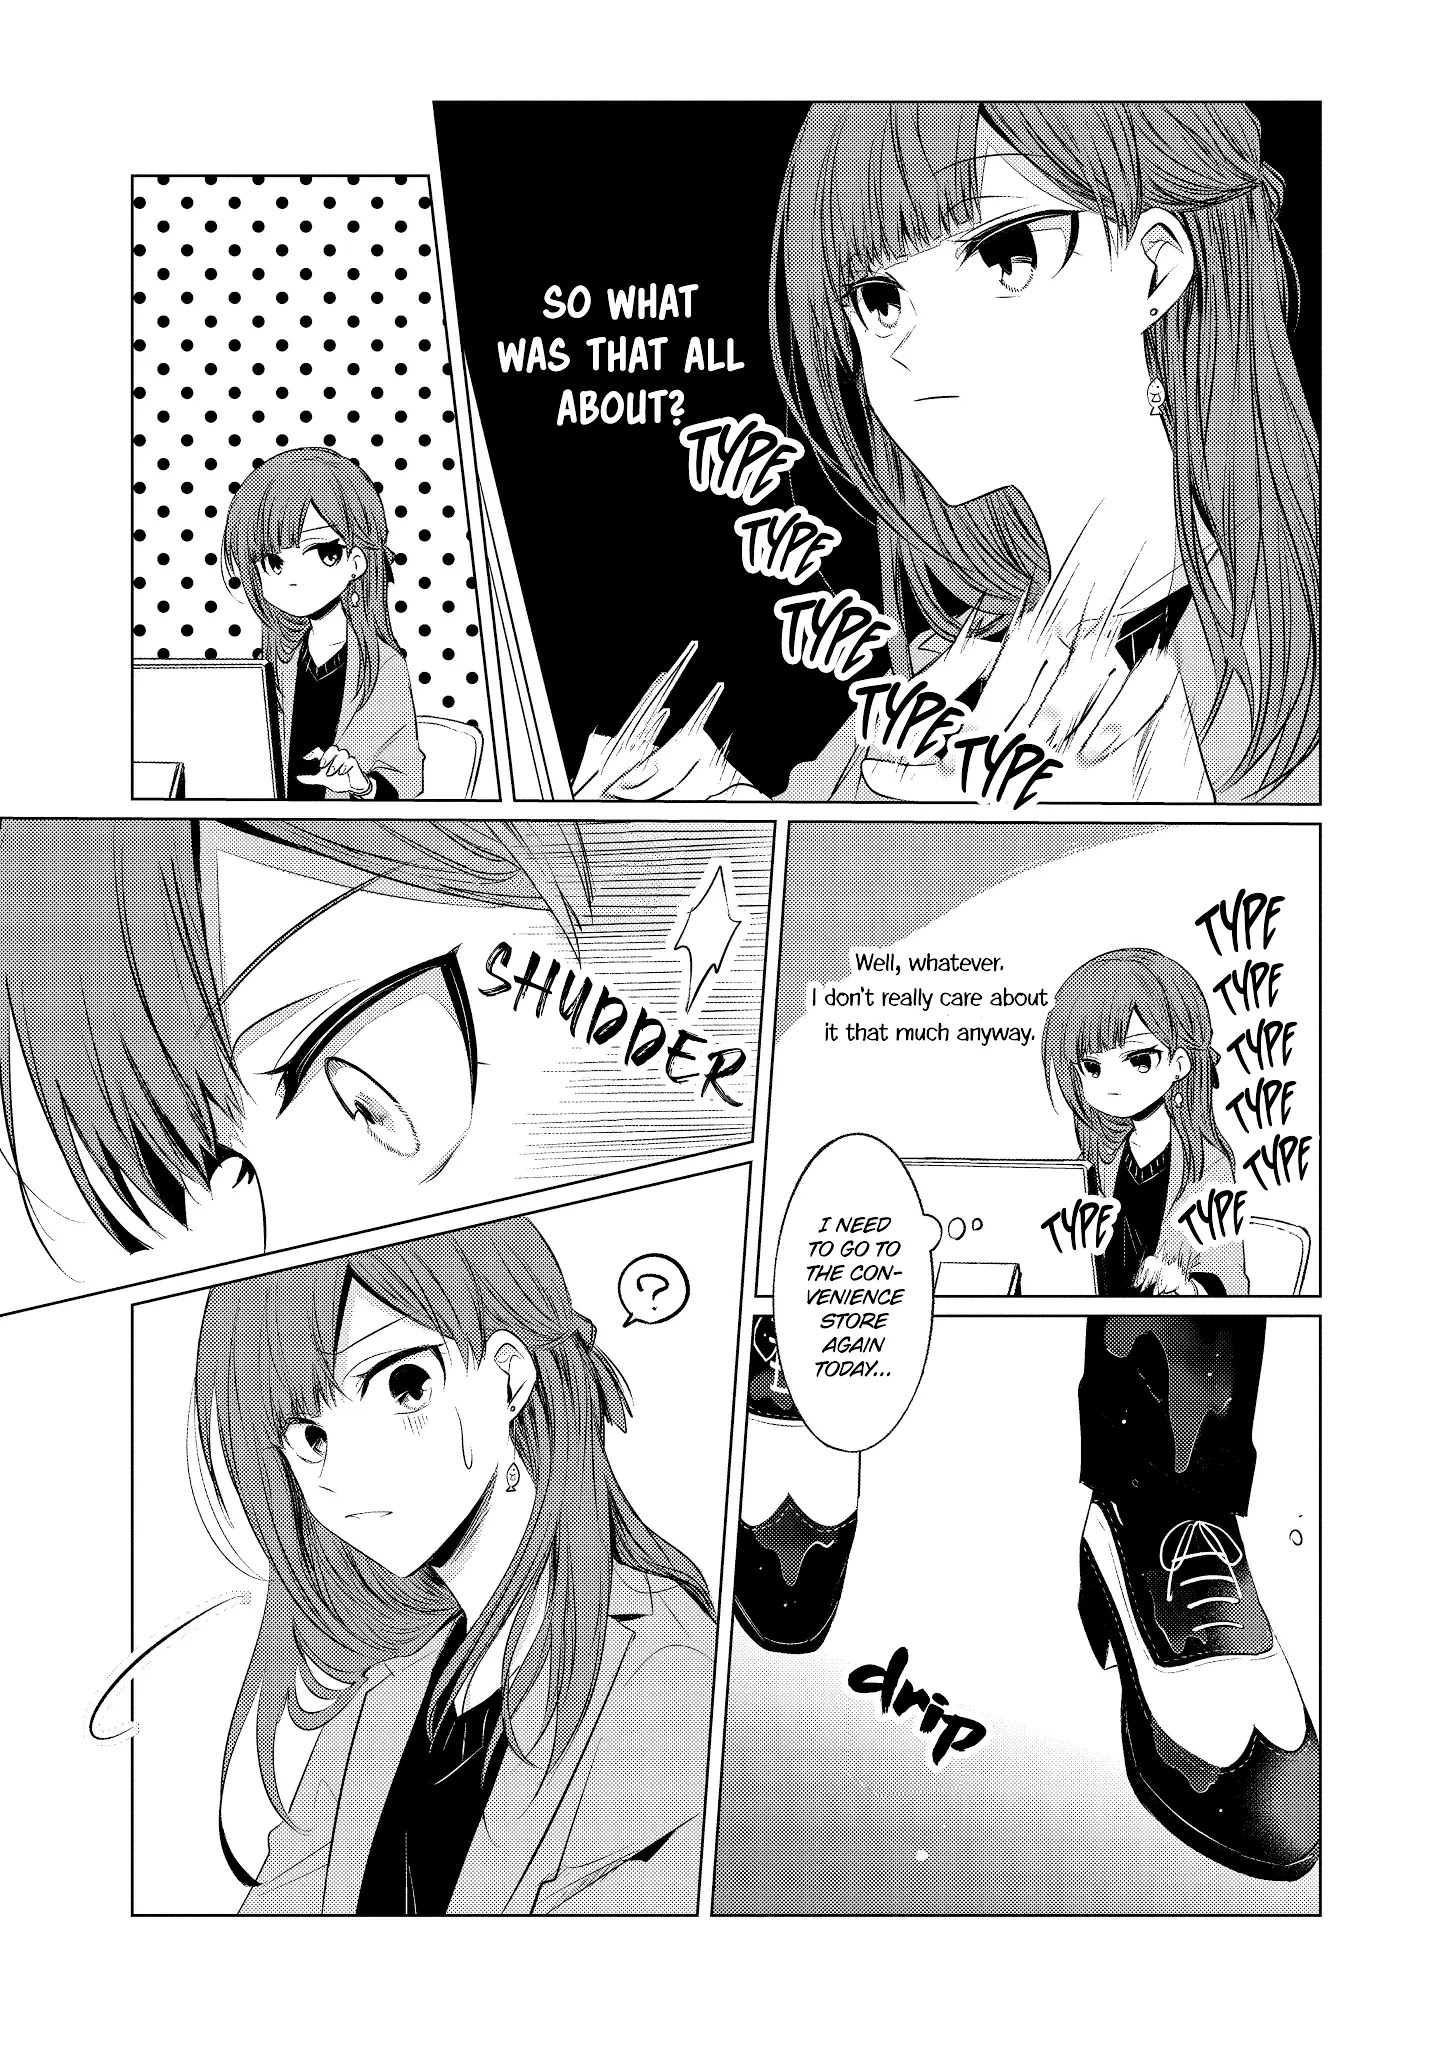 SO WHAT
WAS THAT ALL
ABOUT?
TYPE
TYPE
TYPE
TYPE
TYPE
TYPE
Well, whatever.
I don't really care about
it that much anyway.
TYPE
TYPE
TYPE
TYPE
TYPE
TYPE
TYPE
I NEED
TO GO TO
THE CON-
VENIENCE
STORE
AGAIN
TODAY...
SHUDDER
drip
?